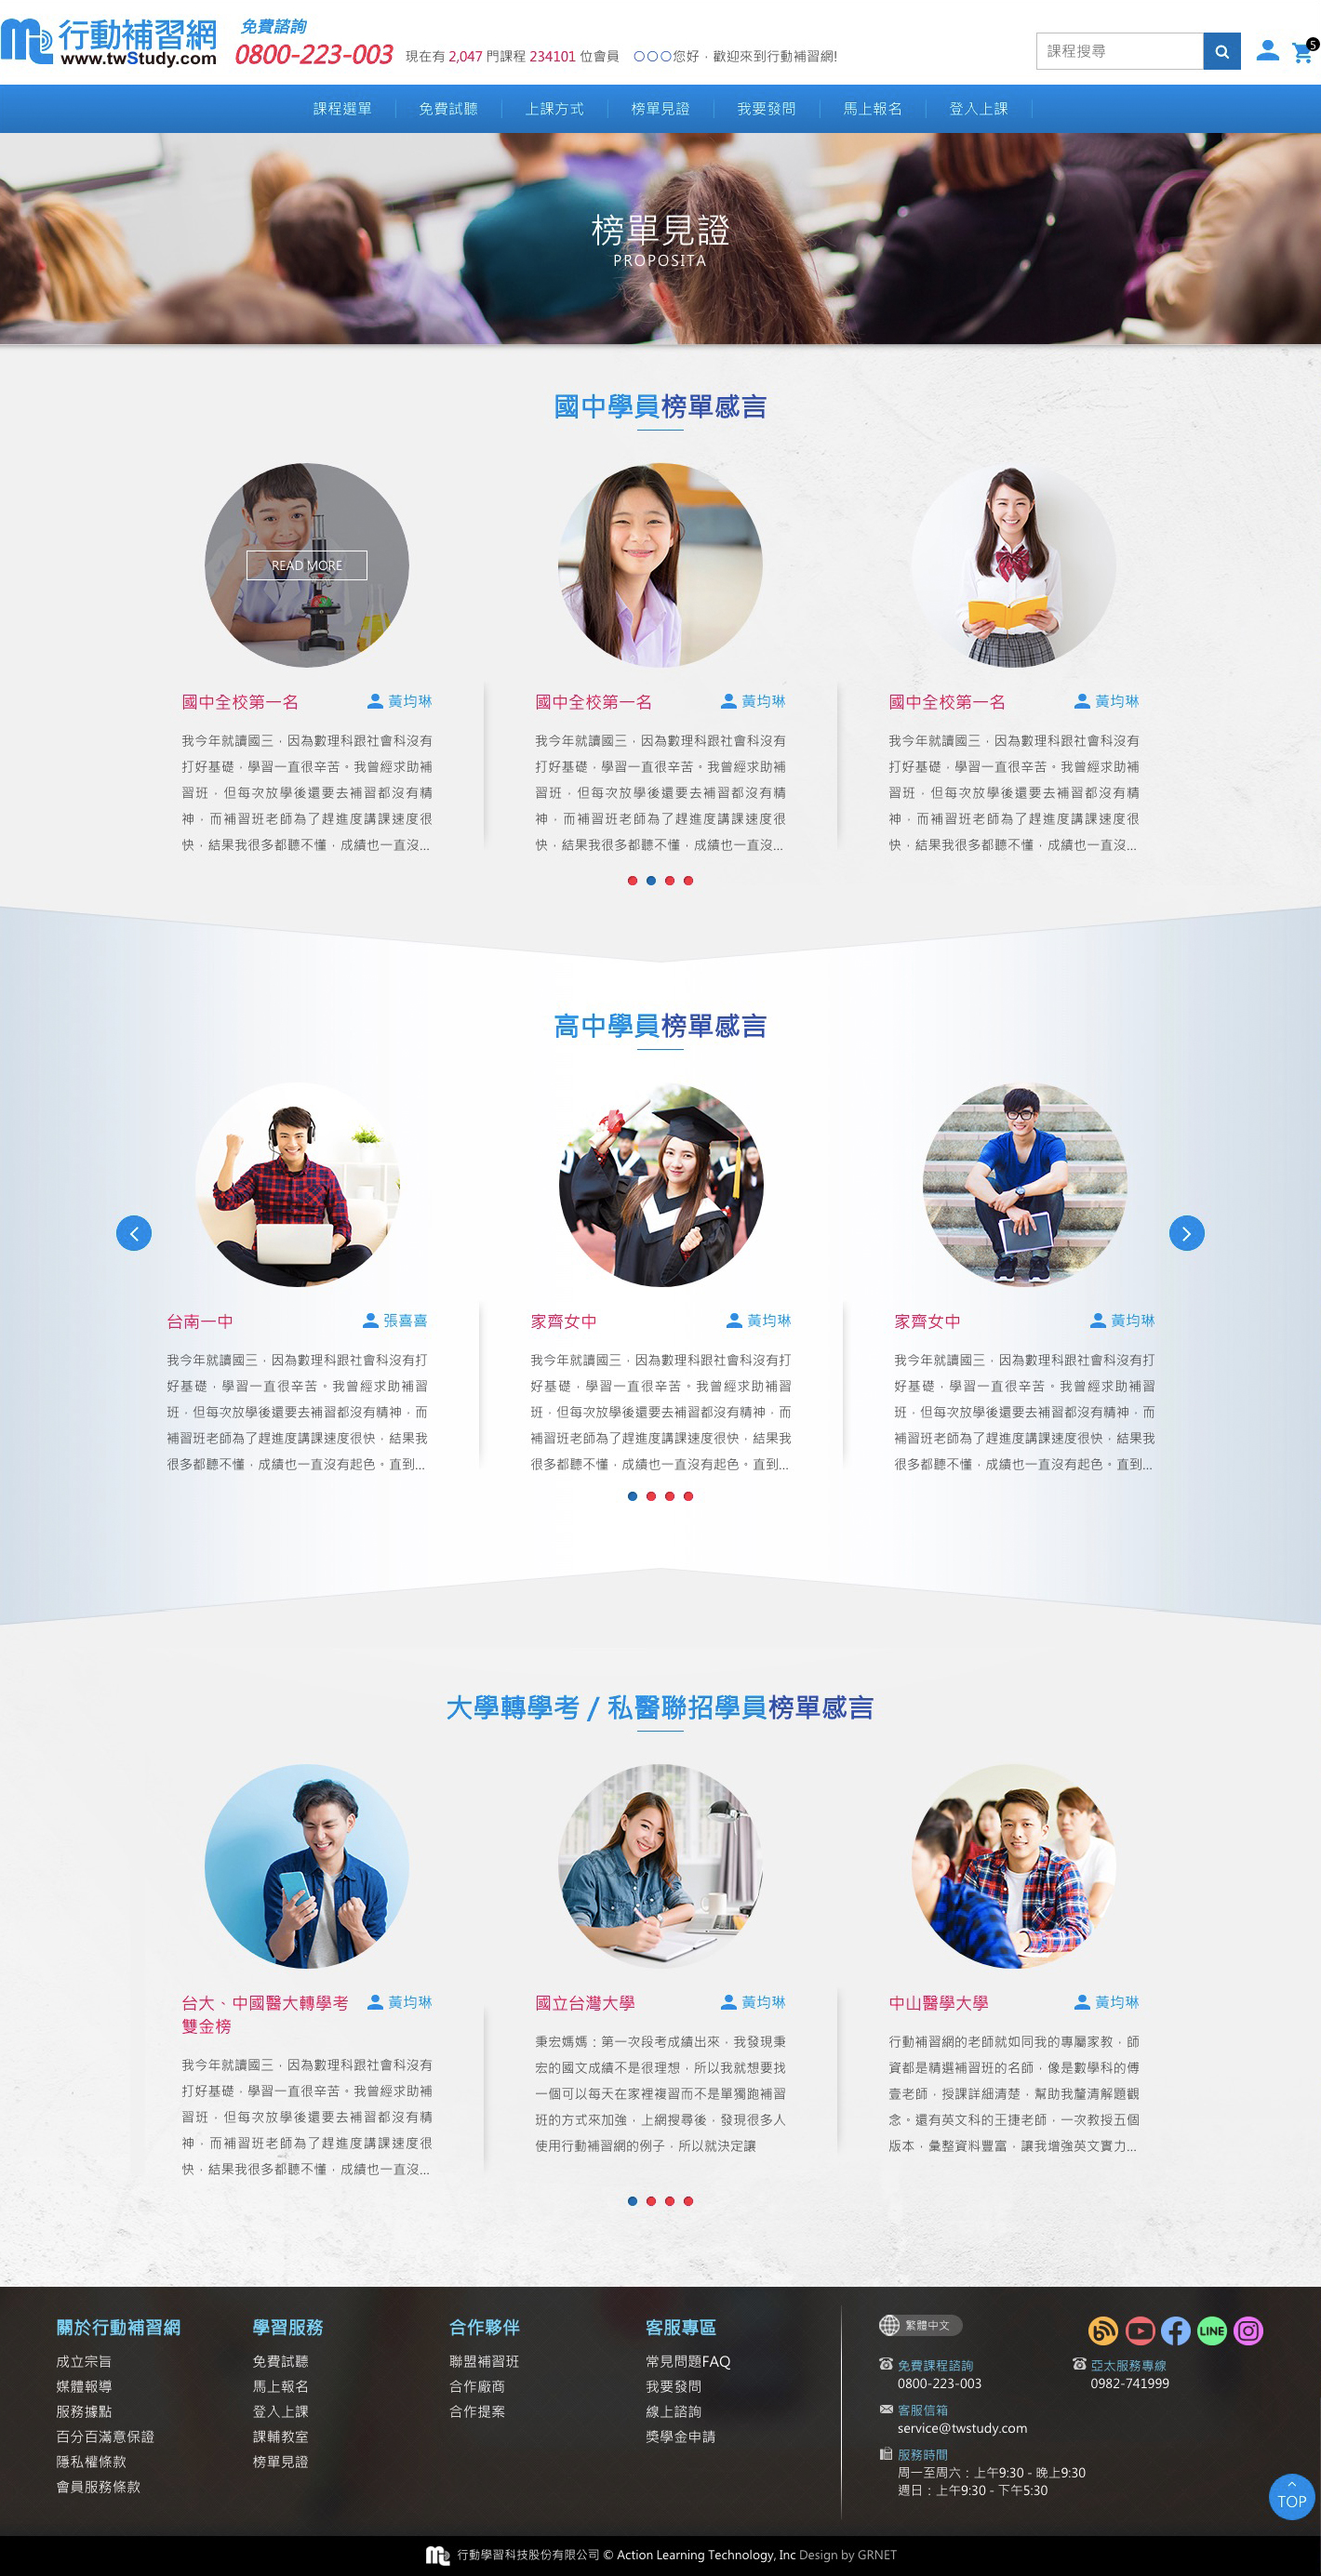 行動補習網
www.twStudy.com
免費諮詢
0800-223-003
現在有 2,047 門課程 234101 位會員 〇〇〇您好，歡迎來到行動補習網!
課程搜尋
5
課程選單 免費試聽 上課方式 榜單見證 我要發問 馬上報名 登入上課
榜單見證
PROPOSITA
國中學員榜單感言
READ MORE
國中全校第一名 黃均琳
我今年就讀國三，因為數理科跟社會科沒有
打好基礎，學習一直很辛苦。我曾經求助補
習班，但每次放學後還要去補習都沒有精
神，而補習班老師為了趕進度講課速度很
快，結果我很多都聽不懂，成績也一直沒...
國中全校第一名 黃均琳
我今年就讀國三，因為數理科跟社會科沒有
打好基礎，學習一直很辛苦。我曾經求助補
習班，但每次放學後還要去補習都沒有精
神，而補習班老師為了趕進度講課速度很
快，結果我很多都聽不懂，成績也一直沒...
國中全校第一名 黃均琳
我今年就讀國三，因為數理科跟社會科沒有
打好基礎，學習一直很辛苦。我曾經求助補
習班，但每次放學後還要去補習都沒有精
神，而補習班老師為了趕進度講課速度很
快，結果我很多都聽不懂，成績也一直沒...
高中學員榜單感言
台南一中 張喜喜
我今年就讀國三，因為數理科跟社會科沒有打
好基礎，學習一直很辛苦。我曾經求助補習
班，但每次放學後還要去補習都沒有精神，而
補習班老師為了趕進度講課速度很快，結果我
很多都聽不懂，成績也一直沒有起色。直到...
家齊女中 黃均琳
我今年就讀國三，因為數理科跟社會科沒有打
好基礎，學習一直很辛苦。我曾經求助補習
班，但每次放學後還要去補習都沒有精神，而
補習班老師為了趕進度講課速度很快，結果我
很多都聽不懂，成績也一直沒有起色。直到...
家齊女中 黃均琳
我今年就讀國三，因為數理科跟社會科沒有打
好基礎，學習一直很辛苦。我曾經求助補習
班，但每次放學後還要去補習都沒有精神，而
補習班老師為了趕進度講課速度很快，結果我
很多都聽不懂，成績也一直沒有起色。直到...
大學轉學考 / 私醫聯招學員榜單感言
台大、中國醫大轉學考 黃均琳
雙金榜
我今年就讀國三，因為數理科跟社會科沒有
打好基礎，學習一直很辛苦。我曾經求助補
習班，但每次放學後還要去補習都沒有精
神，而補習班老師為了趕進度講課速度很
快，結果我很多都聽不懂，成績也一直沒...
國立台灣大學 黃均琳
秉宏媽媽：第一次段考成績出來，我發現秉
宏的國文成績不是很理想，所以我就想要找
一個可以每天在家裡複習而不是單獨跑補習
班的方式來加強，上網搜尋後，發現很多人
使用行動補習網的例子，所以就決定讓
中山醫學大學 黃均琳
行動補習網的老師就如同我的專屬家教，師
資都是精選補習班的名師，像是數學科的傅
壹老師，授課詳細清楚，幫助我釐清解題觀
念。還有英文科的王捷老師，一次教授五個
版本，彙整資料豐富，讓我增強英文實力...
關於行動補習網
成立宗旨
媒體報導
服務據點
百分百滿意保證
隱私權條款
會員服務條款
學習服務
免費試聽
馬上報名
登入上課
課輔教室
榜單見證
合作夥伴
聯盟補習班
合作廠商
合作提案
客服專區
常見問題FAQ
我要發問
線上諮詢
獎學金申請
繁體中文
LINE
免費課程諮詢
0800-223-003
亞太服務專線
0982-741999
客服信箱
service@twstudy.com
服務時間
周一至周六：上午9:30 - 晚上9:30
週日：上午9:30 - 下午5:30
TOP
行動學習科技股份有限公司 © Action Learning Technology, Inc Design by GRNET